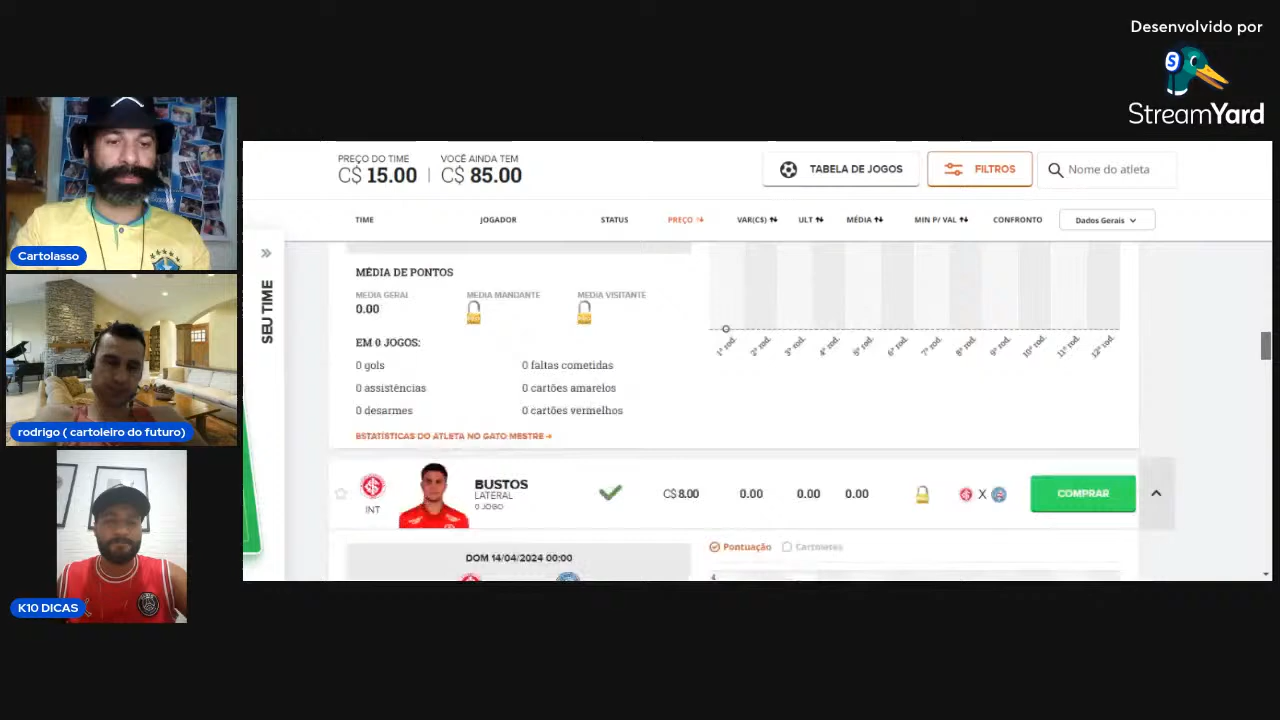 Desenvolvido por
StreamYard
Cartolasso
rodrigo ( cartoleiro do futuro)
K10 DICAS
PREÇO DO TIME
C$ 15.00
VOCÊ AINDA TEM
C$ 85.00
TABELA DE JOGOS
FILTROS
Nome do atleta
TIME JOGADOR STATUS PREÇO VAR(C$) ULT MÉDIA MIN P/ VAL CONFRONTO Dados Gerais
SEU TIME
MÉDIA DE PONTOS
MEDIA GERAL MEDIA MANDANTE MEDIA VISITANTE
0.00
EM 0 JOGOS:
0 gols 0 faltas cometidas
0 assistências 0 cartões amarelos
0 desarmes 0 cartões vermelhos
ESTATÍSTICAS DO ATLETA NO GATO MESTRE
1ª rod. 2ª rod. 3ª rod. 4ª rod. 5ª rod. 6ª rod. 7ª rod. 8ª rod. 9ª rod. 10ª rod. 11ª rod. 12ª rod.
INT
BUSTOS
LATERAL
0 JOGO
C$ 8.00 0.00 0.00 0.00 X COMPRAR
DOM 14/04/2024 00:00
Pontuação Cartoletas
4